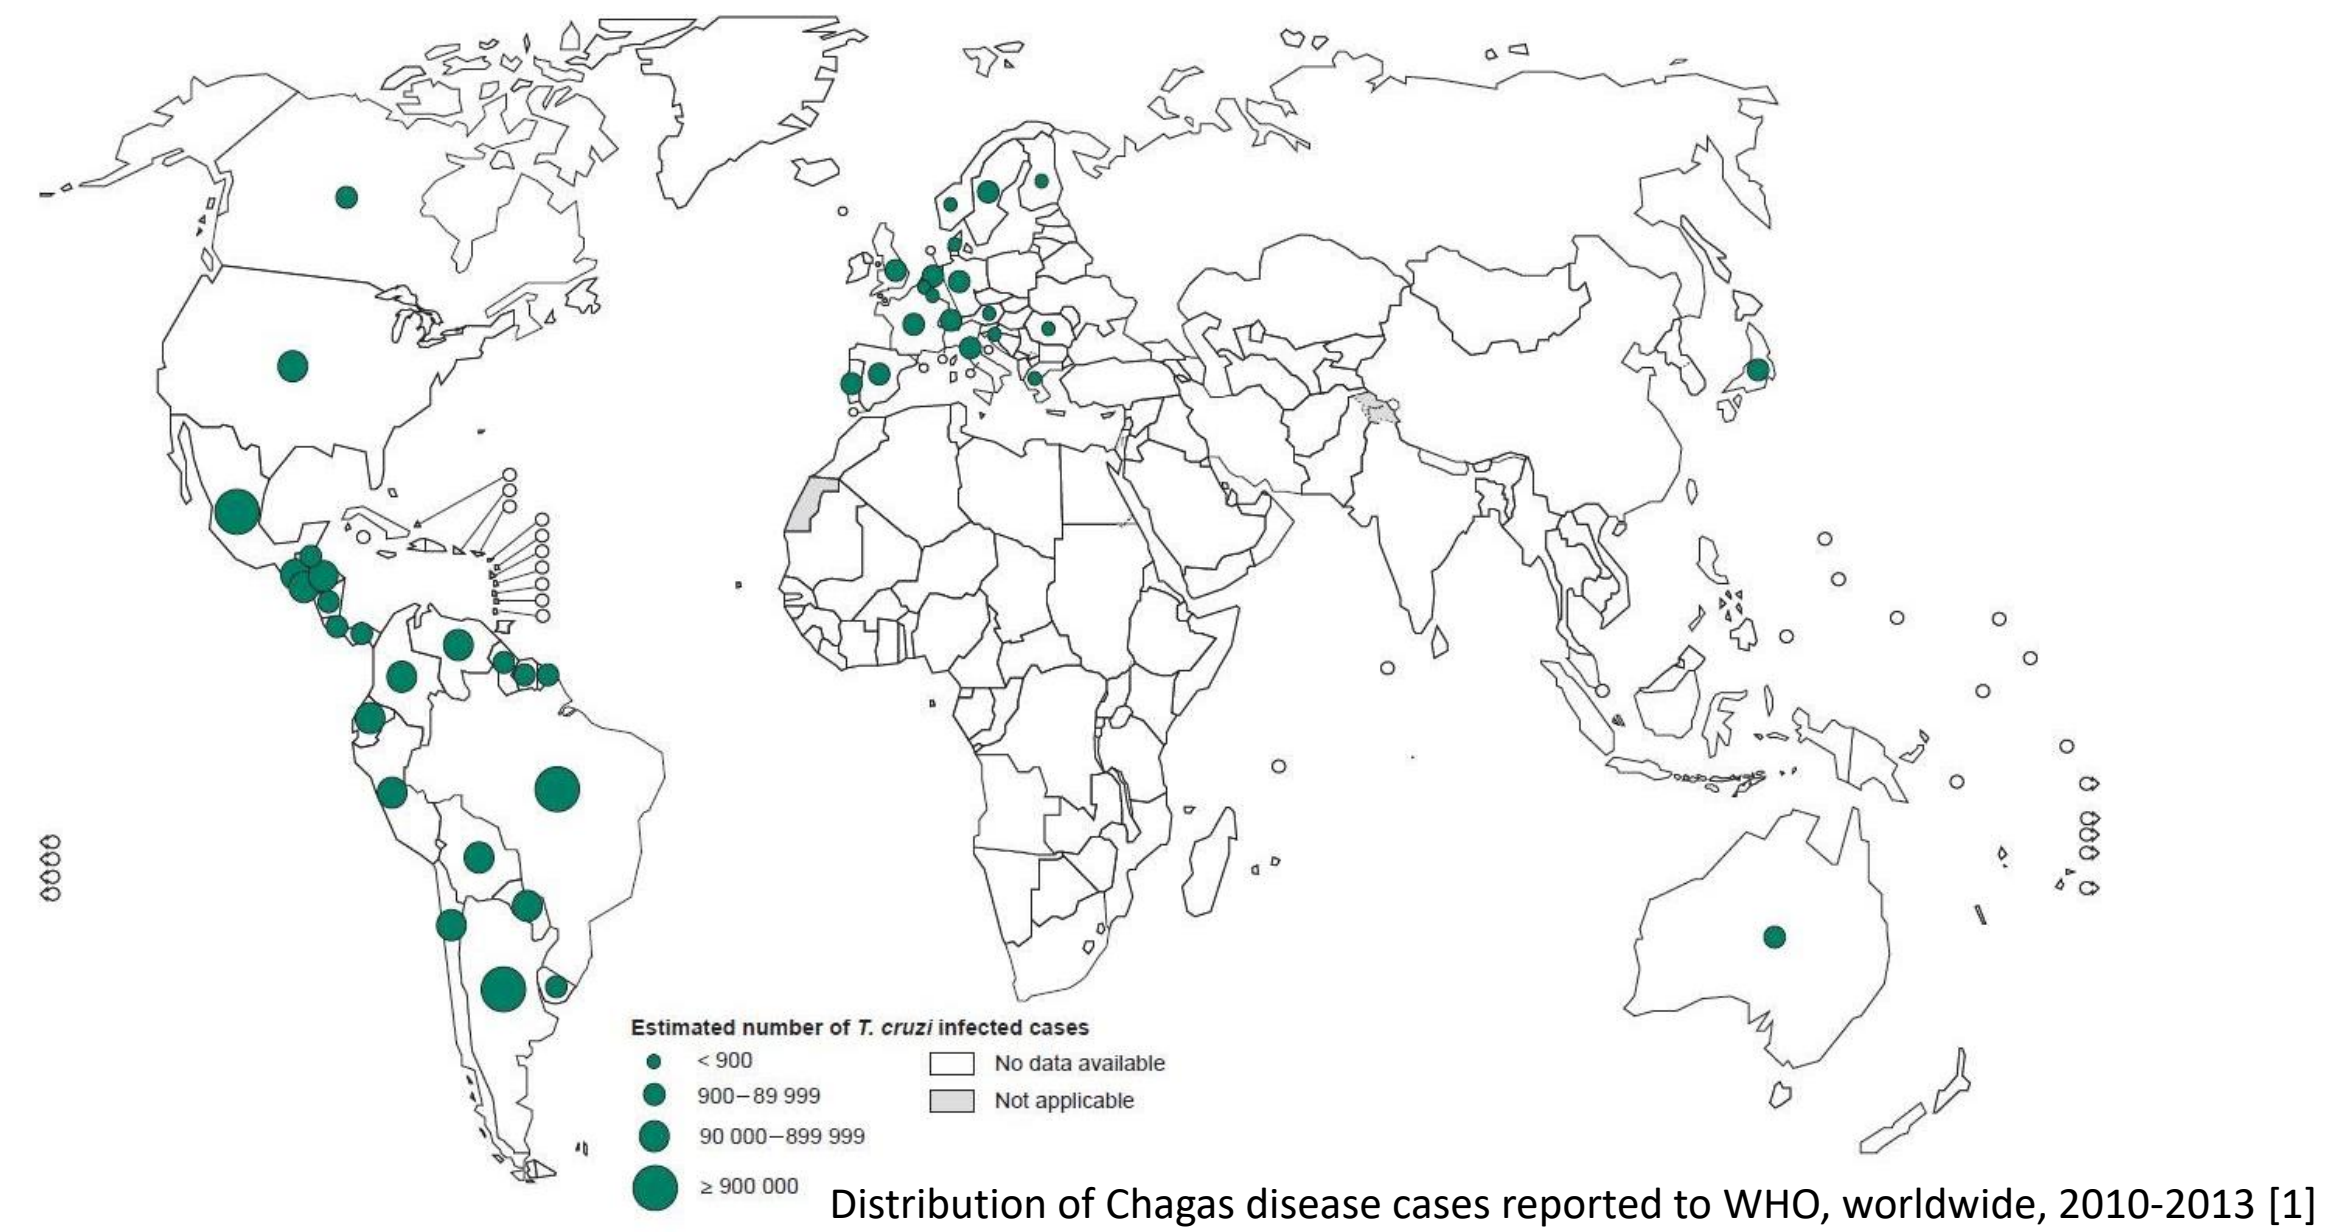 Estimated number of T. cruzi infected cases
< 900
900–89 999
90 000–899 999
≥ 900 000
No data available
Not applicable
Distribution of Chagas disease cases reported to WHO, worldwide, 2010-2013 [1]